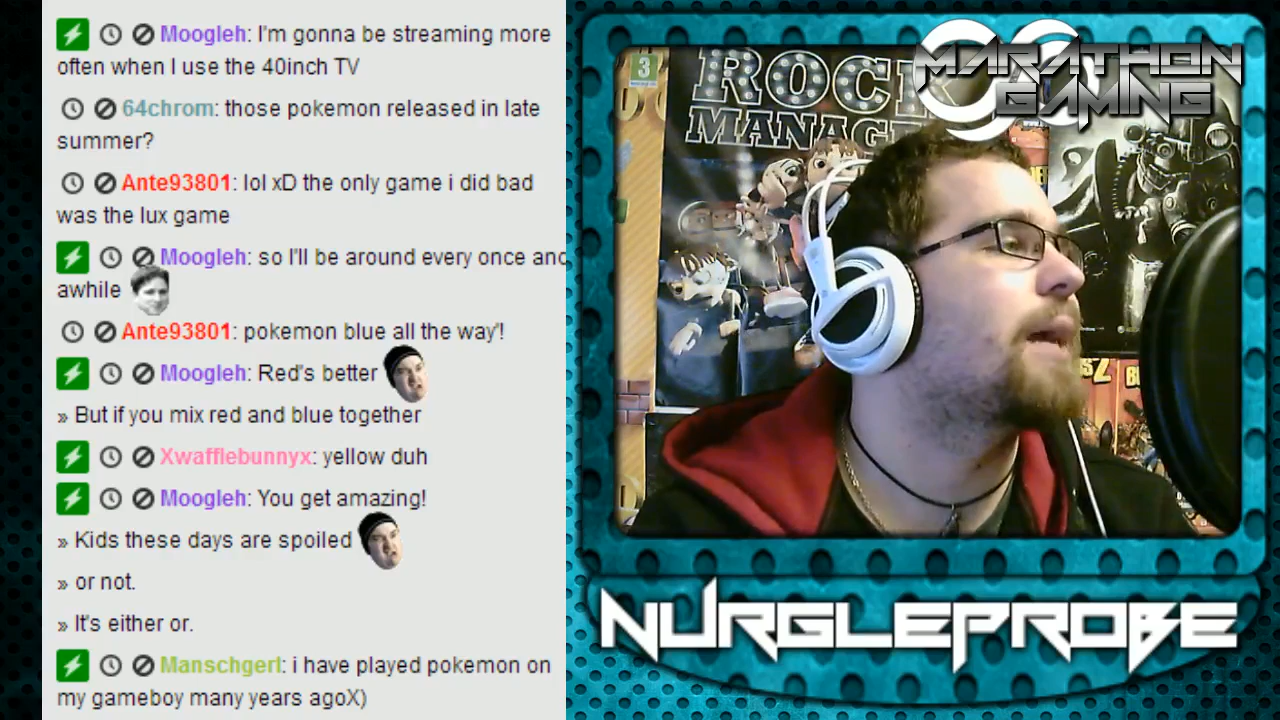 Moogleh: I'm gonna be streaming more
often when I use the 40inch TV
64chrom: those pokemon released in late
summer?
Ante93801: lol xD the only game i did bad
was the lux game
Moogleh: so I'll be around every once and
awhile
Ante93801: pokemon blue all the way'!
Moogleh: Red's better
» But if you mix red and blue together
Xwafflebunnyx: yellow duh
Moogleh: You get amazing!
» Kids these days are spoiled
» or not.
» It's either or.
Manschgerl: i have played pokemon on
my gameboy many years agoX)
MARATHON
GAMING
3
ROCK
MANAG
NURGLEPROBE